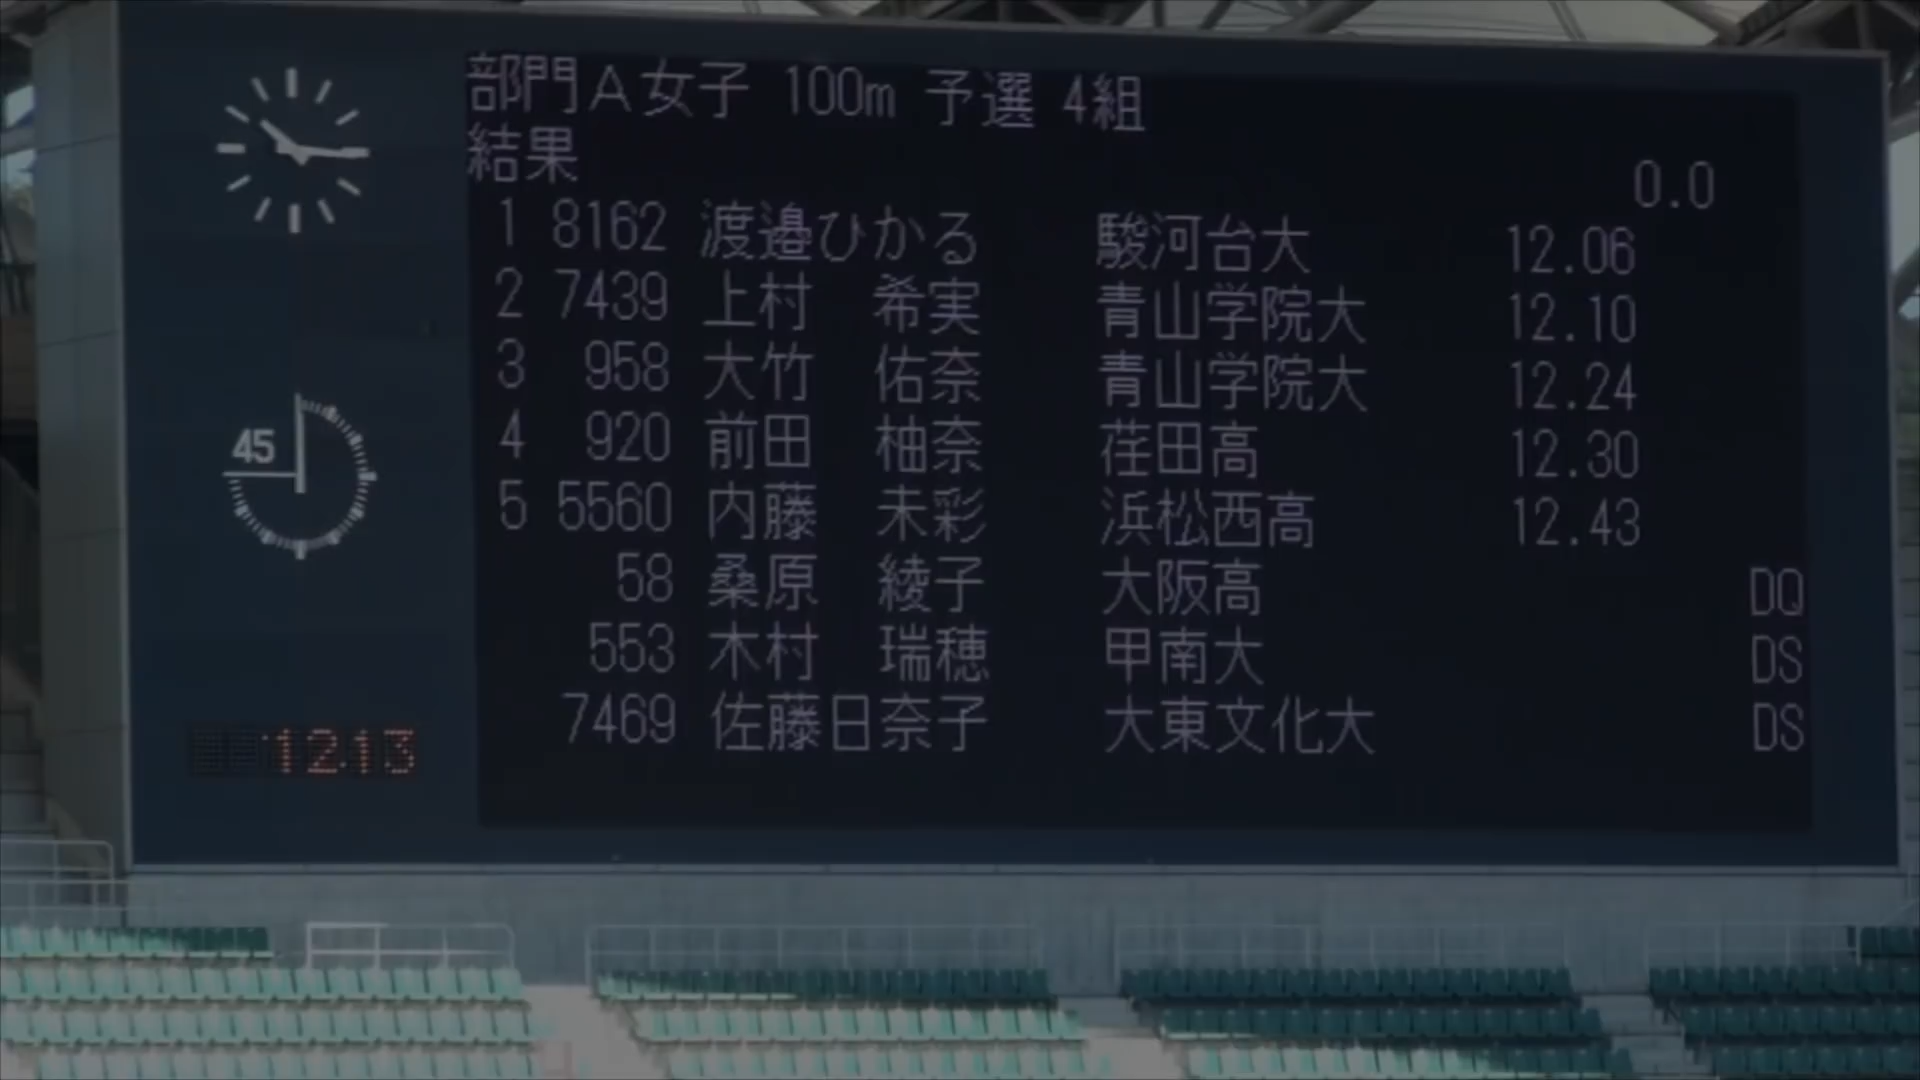 部門A女子 100m 予選 4組
結果
0.0
1 8162 渡邉ひかる 駿河台大 12.06
2 7439 上村 希実 青山学院大 12.10
3 958 大竹 佑奈 青山学院大 12.24
4 920 前田 柚奈 荏田高 12.30
5 5560 内藤 未彩 浜松西高 12.43
58 桑原 綾子 大阪高 DQ
553 木村 瑞穂 甲南大 DS
7469 佐藤日奈子 大東文化大 DS
45
12.13